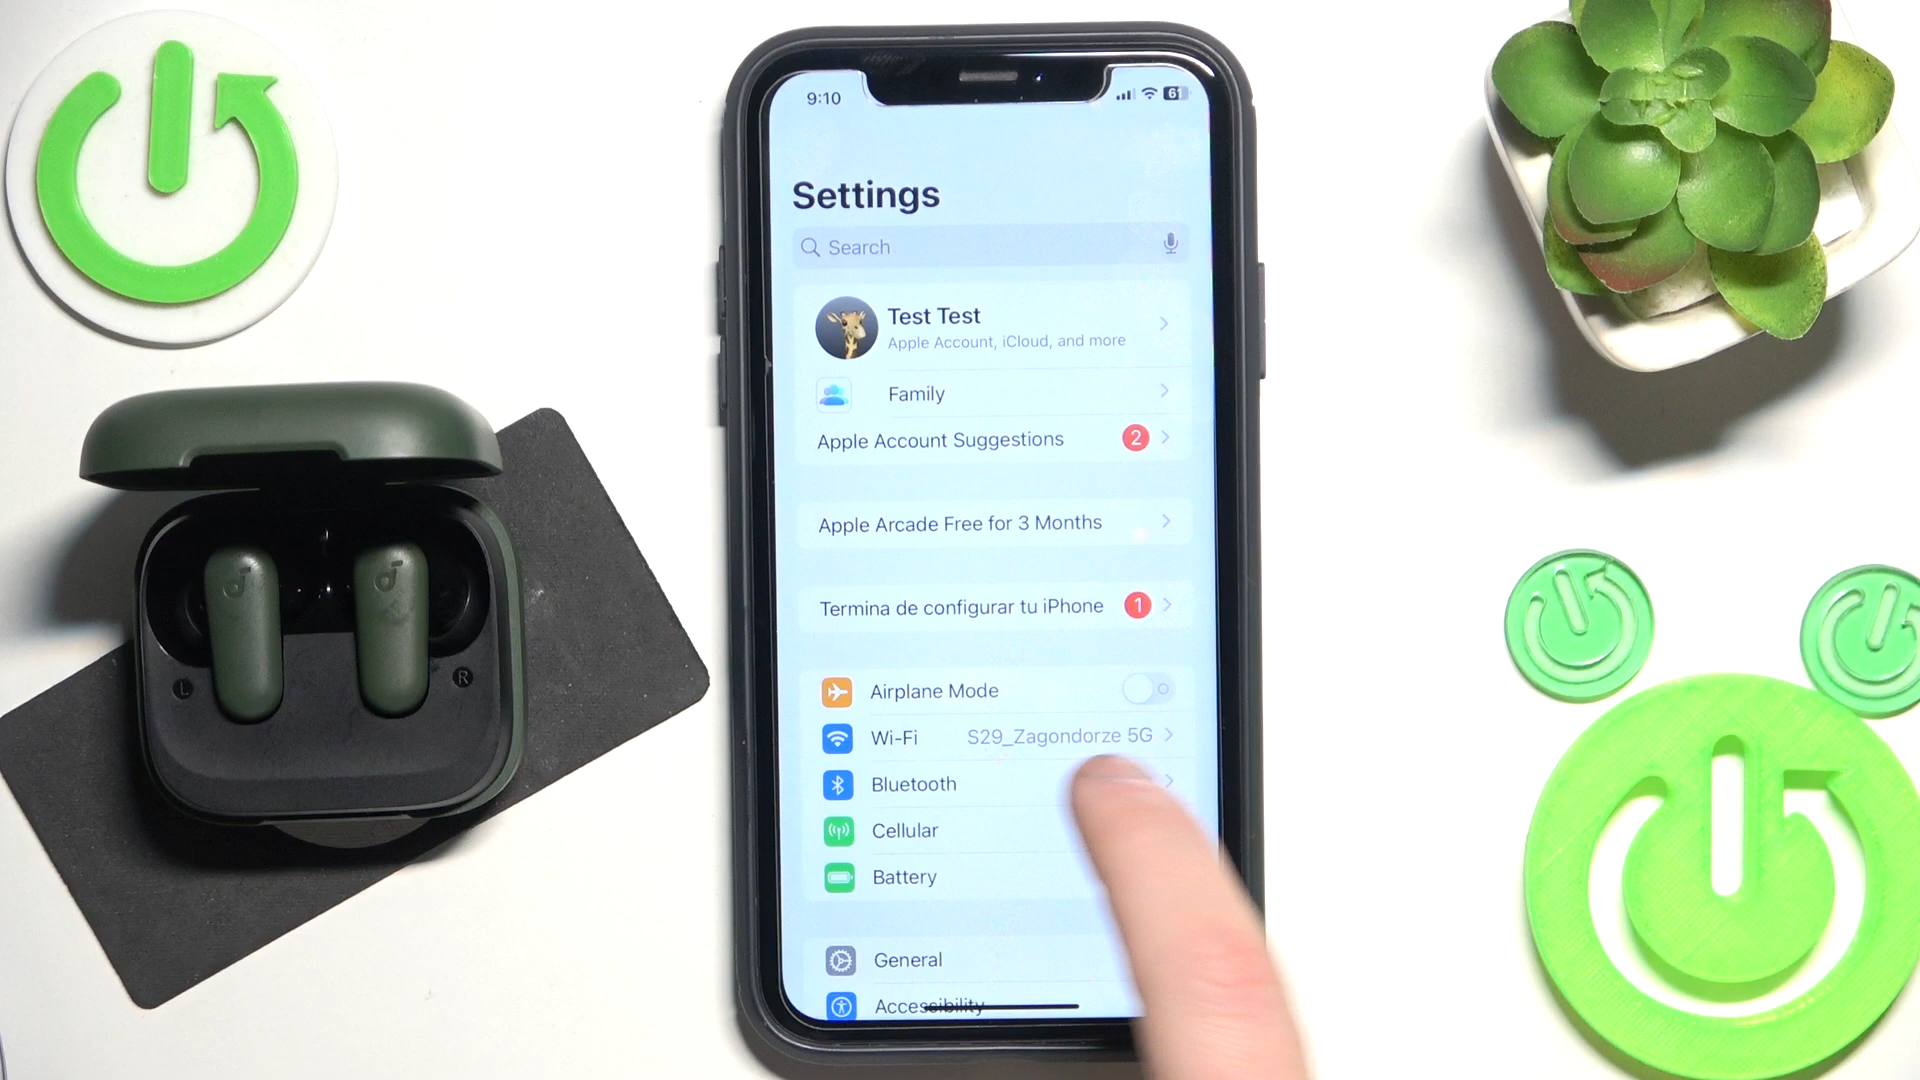 9:10
61
Settings
Search
Test Test
Apple Account, iCloud, and more
Family
Apple Account Suggestions 2
Apple Arcade Free for 3 Months
Termina de configurar tu iPhone 1
Airplane Mode
Wi-Fi S29_Zagondorze 5G
Bluetooth
Cellular
Battery
General
Accessibility
L
R